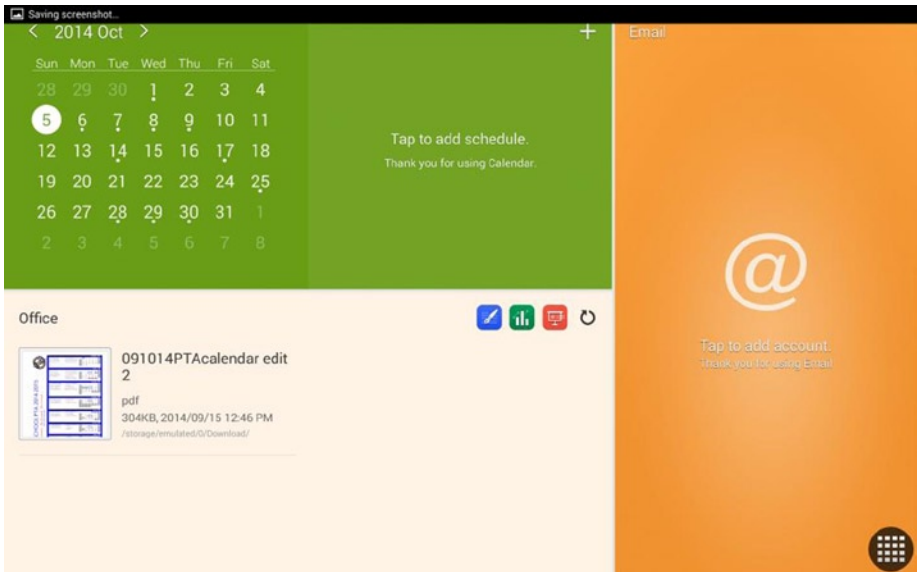 Saving screenshot...
< 2014 Oct >
Sun Mon Tue Wed Thu Fri Sat
28 29 30 1 2 3 4
5 6 7 8 9 10 11
12 13 14 15 16 17 18
19 20 21 22 23 24 25
26 27 28 29 30 31 1
2 3 4 5 6 7 8
+
Tap to add schedule.
Thank you for using Calendar.
Email
@
Tap to add account.
Thank you for using Email
Office
091014PTAcalendar edit
2
pdf
304KB, 2014/09/15 12:46 PM
/storage/emulated/0/Download/